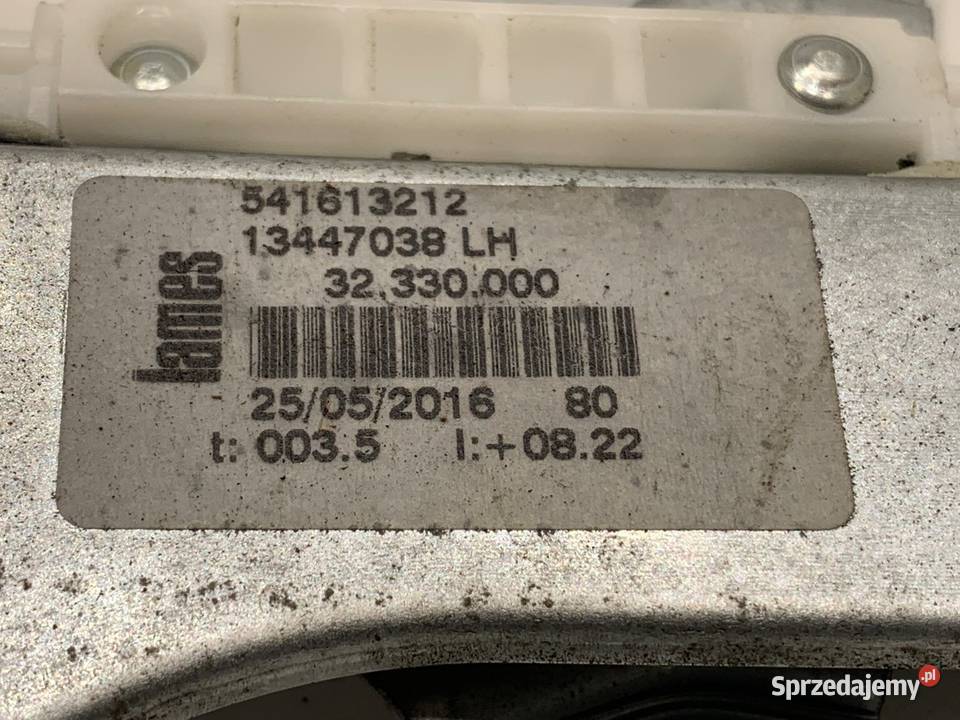 541613212
13447038 LH
32.330.000
Lames
25/05/2016 80
t: 003.5 l:+08.22
Sprzedajemy.pl